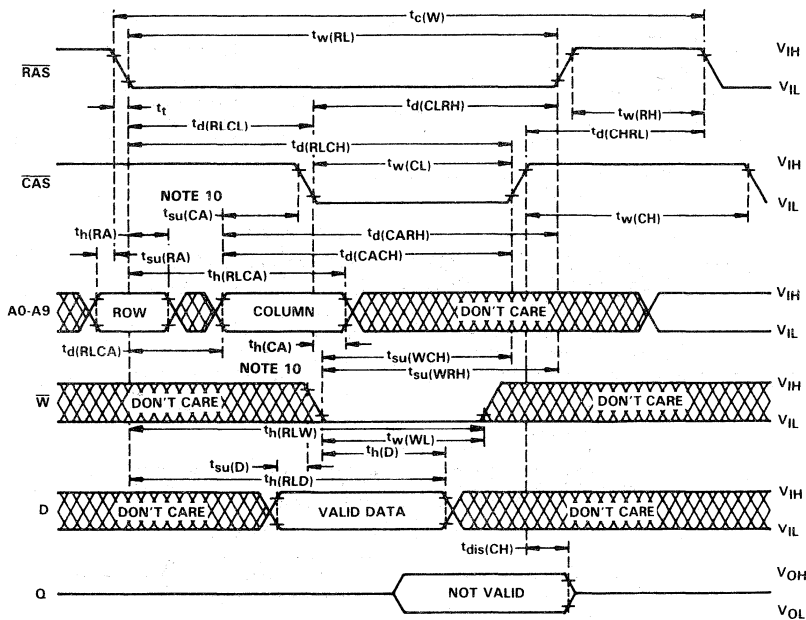 tc(W)
tw(RL)
VIH
RAS
VIL
tt
td(CLRH)
tw(RH)
td(RLCL)
td(CHRL)
td(RLCH)
tw(CL)
VIH
CAS
VIL
NOTE 10
tsu(CA)
tw(CH)
th(RA)
td(CARH)
tsu(RA)
td(CACH)
th(RLCA)
VIH
A0-A9
ROW
COLUMN
DON'T CARE
VIL
td(RLCA)
th(CA)
tsu(WCH)
NOTE 10
tsu(WRH)
VIH
W
DON'T CARE
DON'T CARE
VIL
th(RLW)
tw(WL)
th(D)
tsu(D)
th(RLD)
VIH
D
DON'T CARE
VALID DATA
DON'T CARE
VIL
tdis(CH)
VOH
Q
NOT VALID
VOL